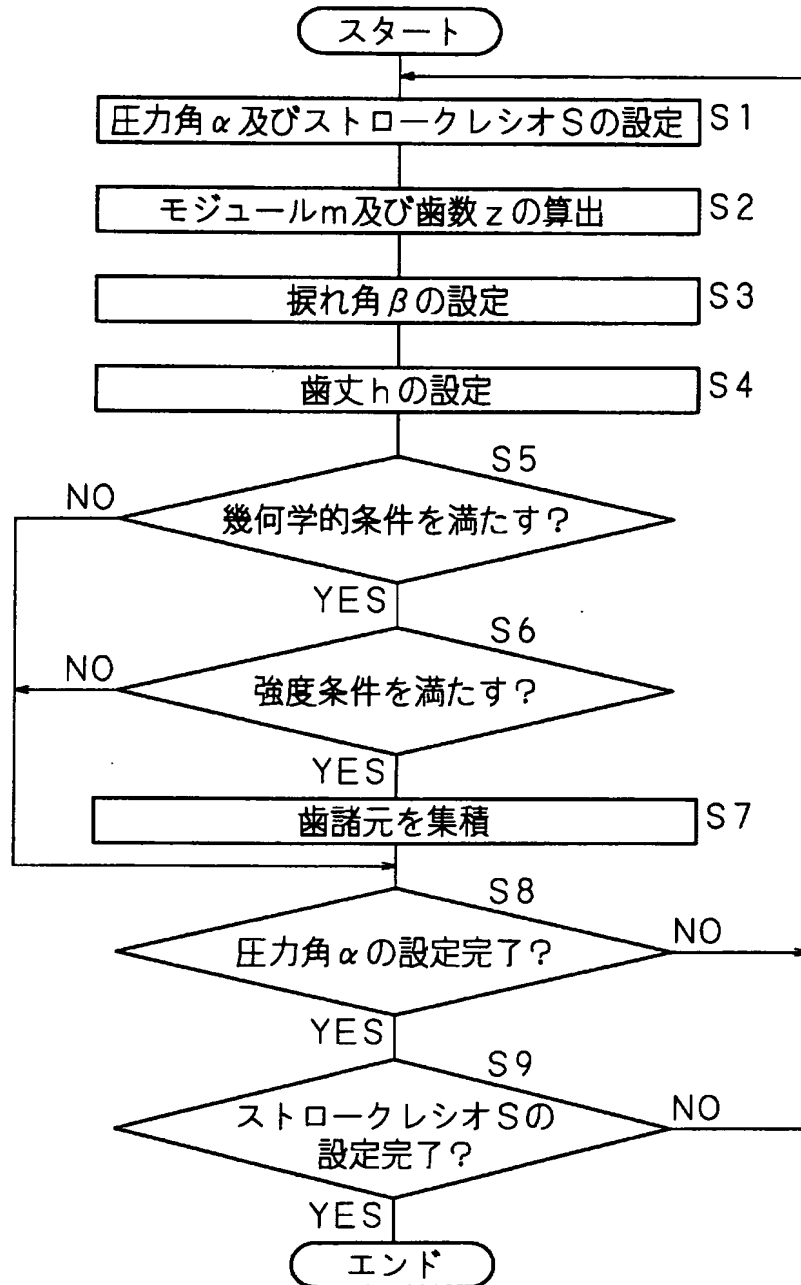 スタート
圧力角α及びストロークレシオSの設定 S1
モジュールm及び歯数zの算出 S2
捩れ角βの設定 S3
歯丈hの設定 S4
S5
NO
幾何学的条件を満たす?
YES
S6
NO
強度条件を満たす?
YES
歯諸元を集積 S7
S8
圧力角αの設定完了?
NO
YES
S9
ストロークレシオSの
設定完了?
NO
YES
エンド